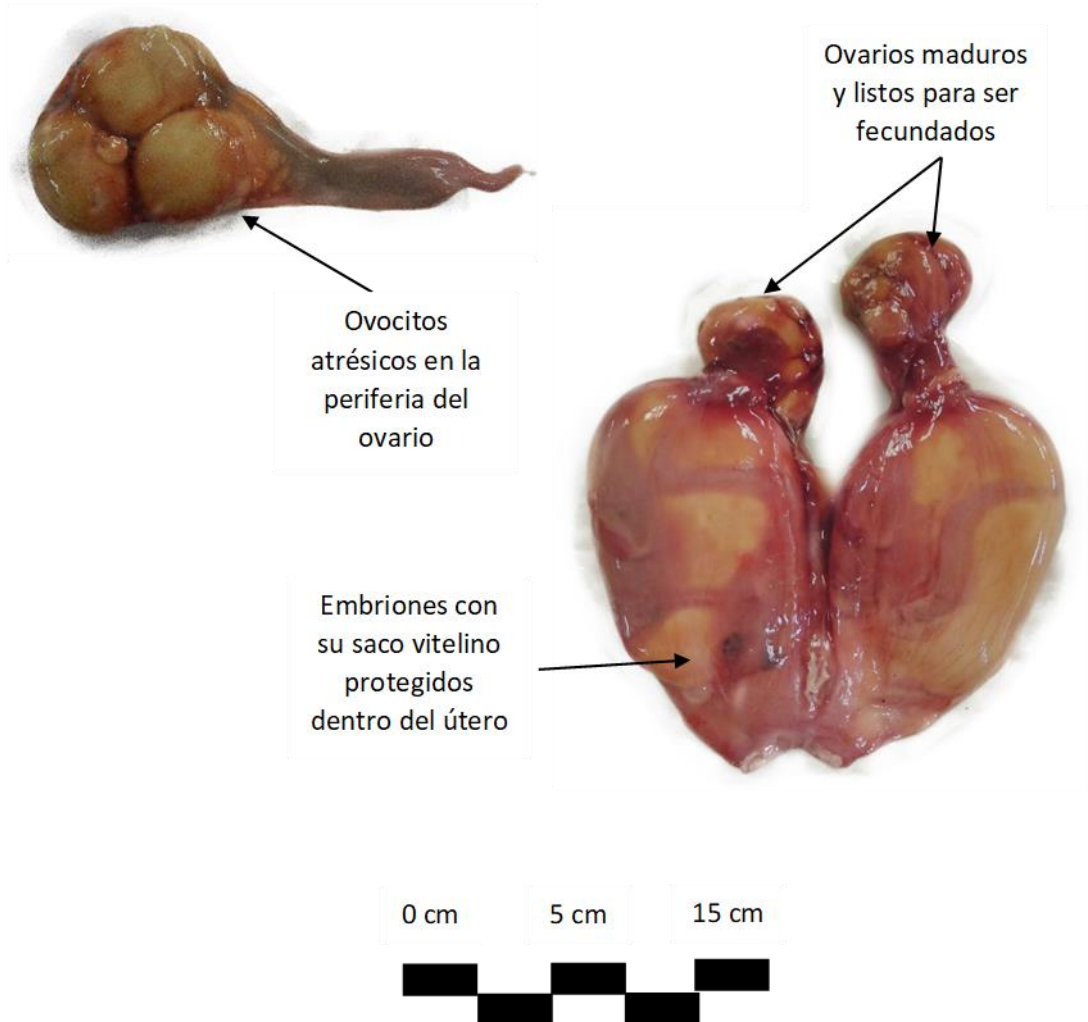 Ovarios maduros
y listos para ser
fecundados
Ovocitos
atrésicos en la
periferia del
ovario
Embriones con
su saco vitelino
protegidos
dentro del útero
0 cm
5 cm
15 cm